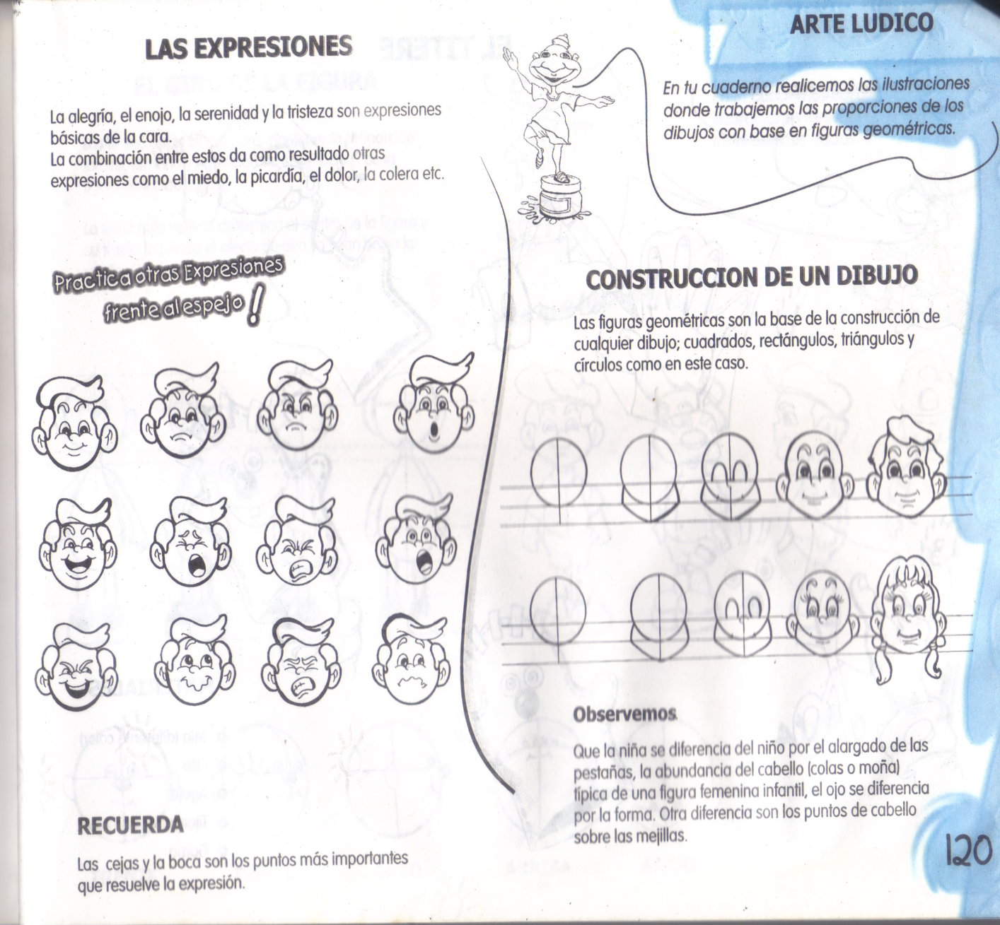 LAS EXPRESIONES
La alegría, el enojo, la serenidad y la tristeza son expresiones
básicas de la cara.
La combinación entre estos da como resultado otras
expresiones como el miedo, la picardía, el dolor, la colera etc.
Practica otras Expresiones
frente al espejo!
RECUERDA
Las cejas y la boca son los puntos más importantes
que resuelve la expresión.
ARTE LUDICO
En tu cuaderno realicemos las ilustraciones
donde trabajemos las proporciones de los
dibujos con base en figuras geométricas.
CONSTRUCCION DE UN DIBUJO
Las figuras geométricas son la base de la construcción de
cualquier dibujo; cuadrados, rectángulos, triángulos y
círculos como en este caso.
Observemos
Que la niña se diferencia del niño por el alargado de las
pestañas, la abundancia del cabello (colas o moña)
típica de una figura femenina infantil, el ojo se diferencia
por la forma. Otra diferencia son los puntos de cabello
sobre las mejillas.
120